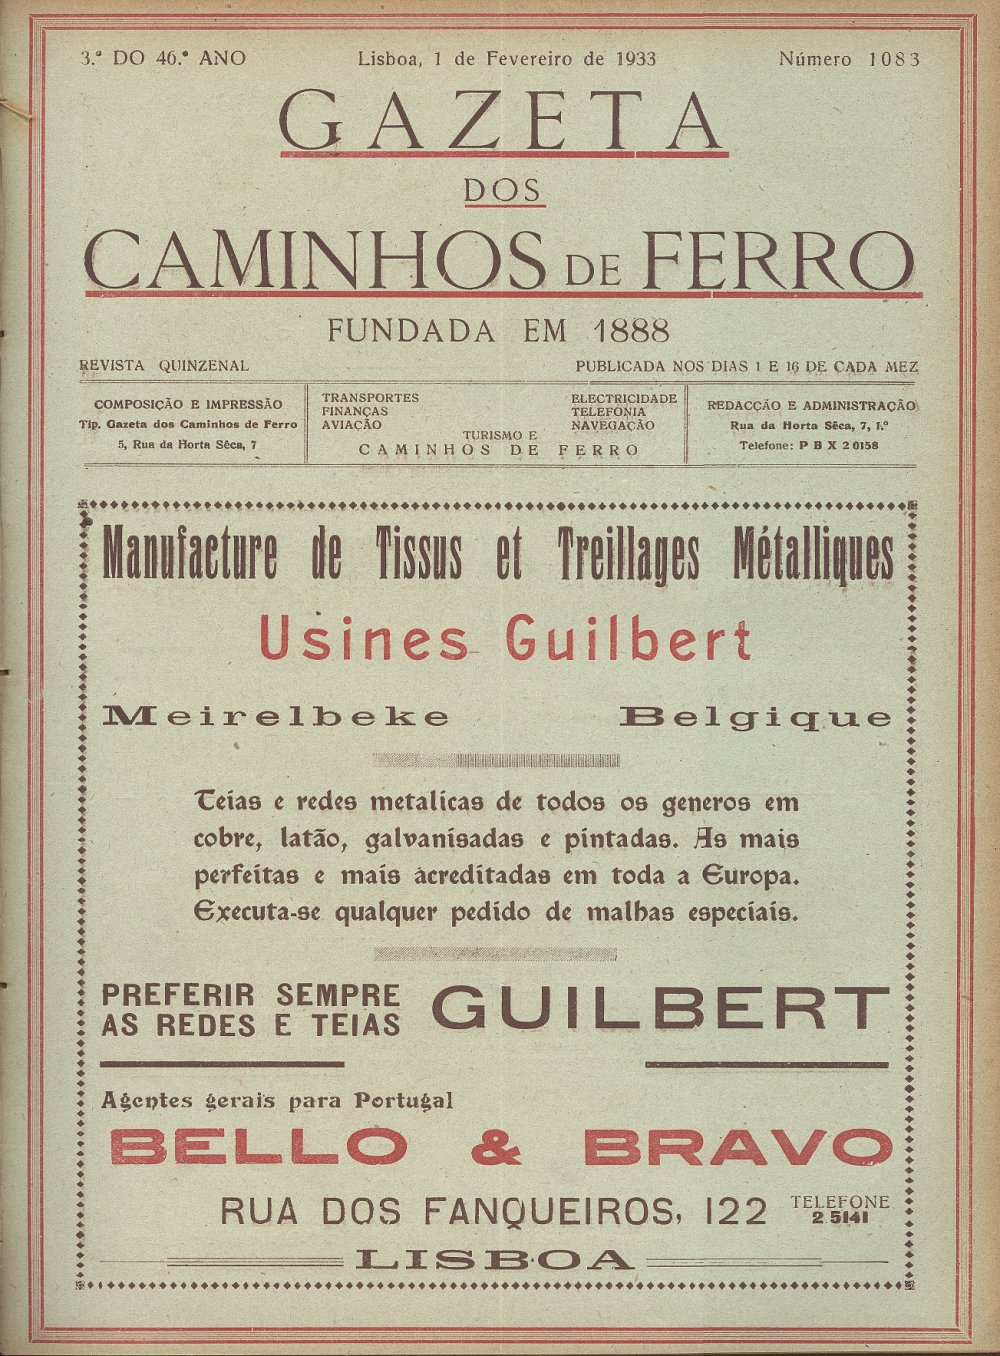 3.º DO 46.º ANO Lisboa, 1 de Fevereiro de 1933 Número 1083
GAZETA
DOS
CAMINHOS DE FERRO
FUNDADA EM 1888
REVISTA QUINZENAL PUBLICADA NOS DIAS 1 E 16 DE CADA MEZ
COMPOSIÇÃO E IMPRESSÃO
Tip. Gazeta dos Caminhos de Ferro
5, Rua da Horta Sêca, 7
TRANSPORTES ELECTRICIDADE
FINANÇAS TELEFÓNIA
AVIAÇÃO NAVEGAÇÃO
TURISMO E
CAMINHOS DE FERRO
REDACÇÃO E ADMINISTRAÇÃO
Rua da Horta Sêca, 7, 1.º
Telefone: P B X 2 0158
Manufacture de Tissus et Treillages Métalliques
Usines Guilbert
Meirelbeke Belgique
Teias e redes metalicas de todos os generos em
cobre, latão, galvanisadas e pintadas. As mais
perfeitas e mais acreditadas em toda a Europa.
Executa-se qualquer pedido de malhas especiais.
PREFERIR SEMPRE
AS REDES E TEIAS
GUILBERT
Agentes gerais para Portugal
BELLO & BRAVO
RUA DOS FANQUEIROS, 122
TELEFONE
2 5141
LISBOA